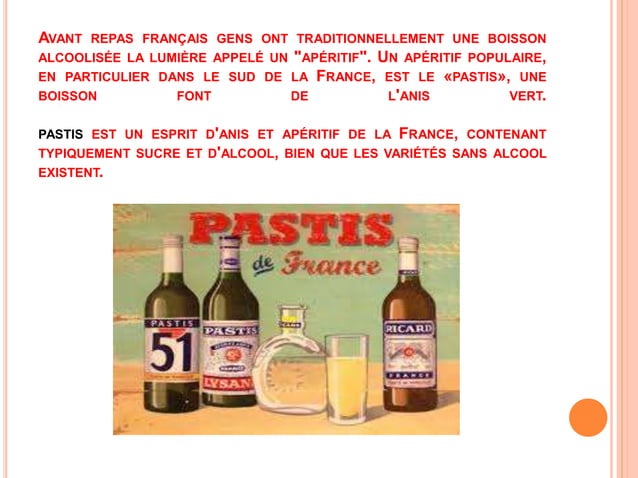 AVANT REPAS FRANÇAIS GENS ONT TRADITIONNELLEMENT UNE BOISSON
ALCOOLISÉE LA LUMIÈRE APPELÉ UN "APÉRITIF". UN APÉRITIF POPULAIRE,
EN PARTICULIER DANS LE SUD DE LA FRANCE, EST LE «PASTIS», UNE
BOISSON FONT DE L'ANIS VERT.
PASTIS EST UN ESPRIT D'ANIS ET APÉRITIF DE LA FRANCE, CONTENANT
TYPIQUEMENT SUCRE ET D'ALCOOL, BIEN QUE LES VARIÉTÉS SANS ALCOOL
EXISTENT.
PASTIS
de France
PASTIS
51
PASTIS
LYSAN
RICARD
FRANCE